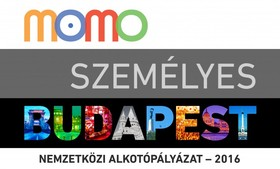 momo
SZEMÉLYES
BUDAPEST
NEMZETKÖZI ALKOTÓPÁLYÁZAT – 2016